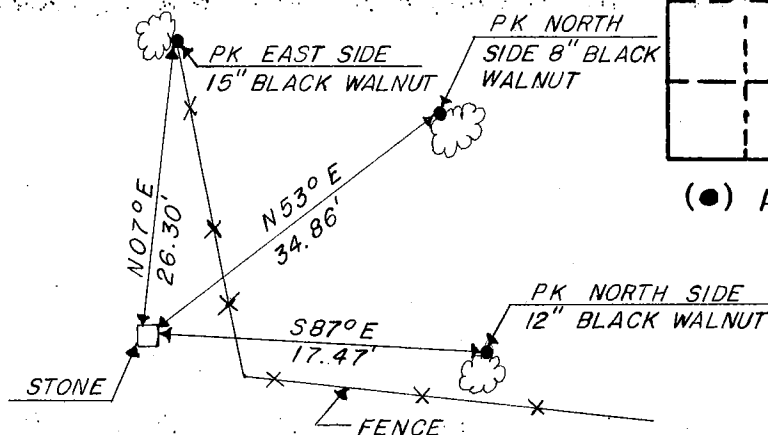 PK EAST SIDE
15" BLACK WALNUT
PK NORTH
SIDE 8" BLACK
WALNUT
(●)
N07°E
26.30'
N53°E
34.86'
S87°E
17.47'
PK NORTH SIDE
12" BLACK WALNUT
STONE
FENCE